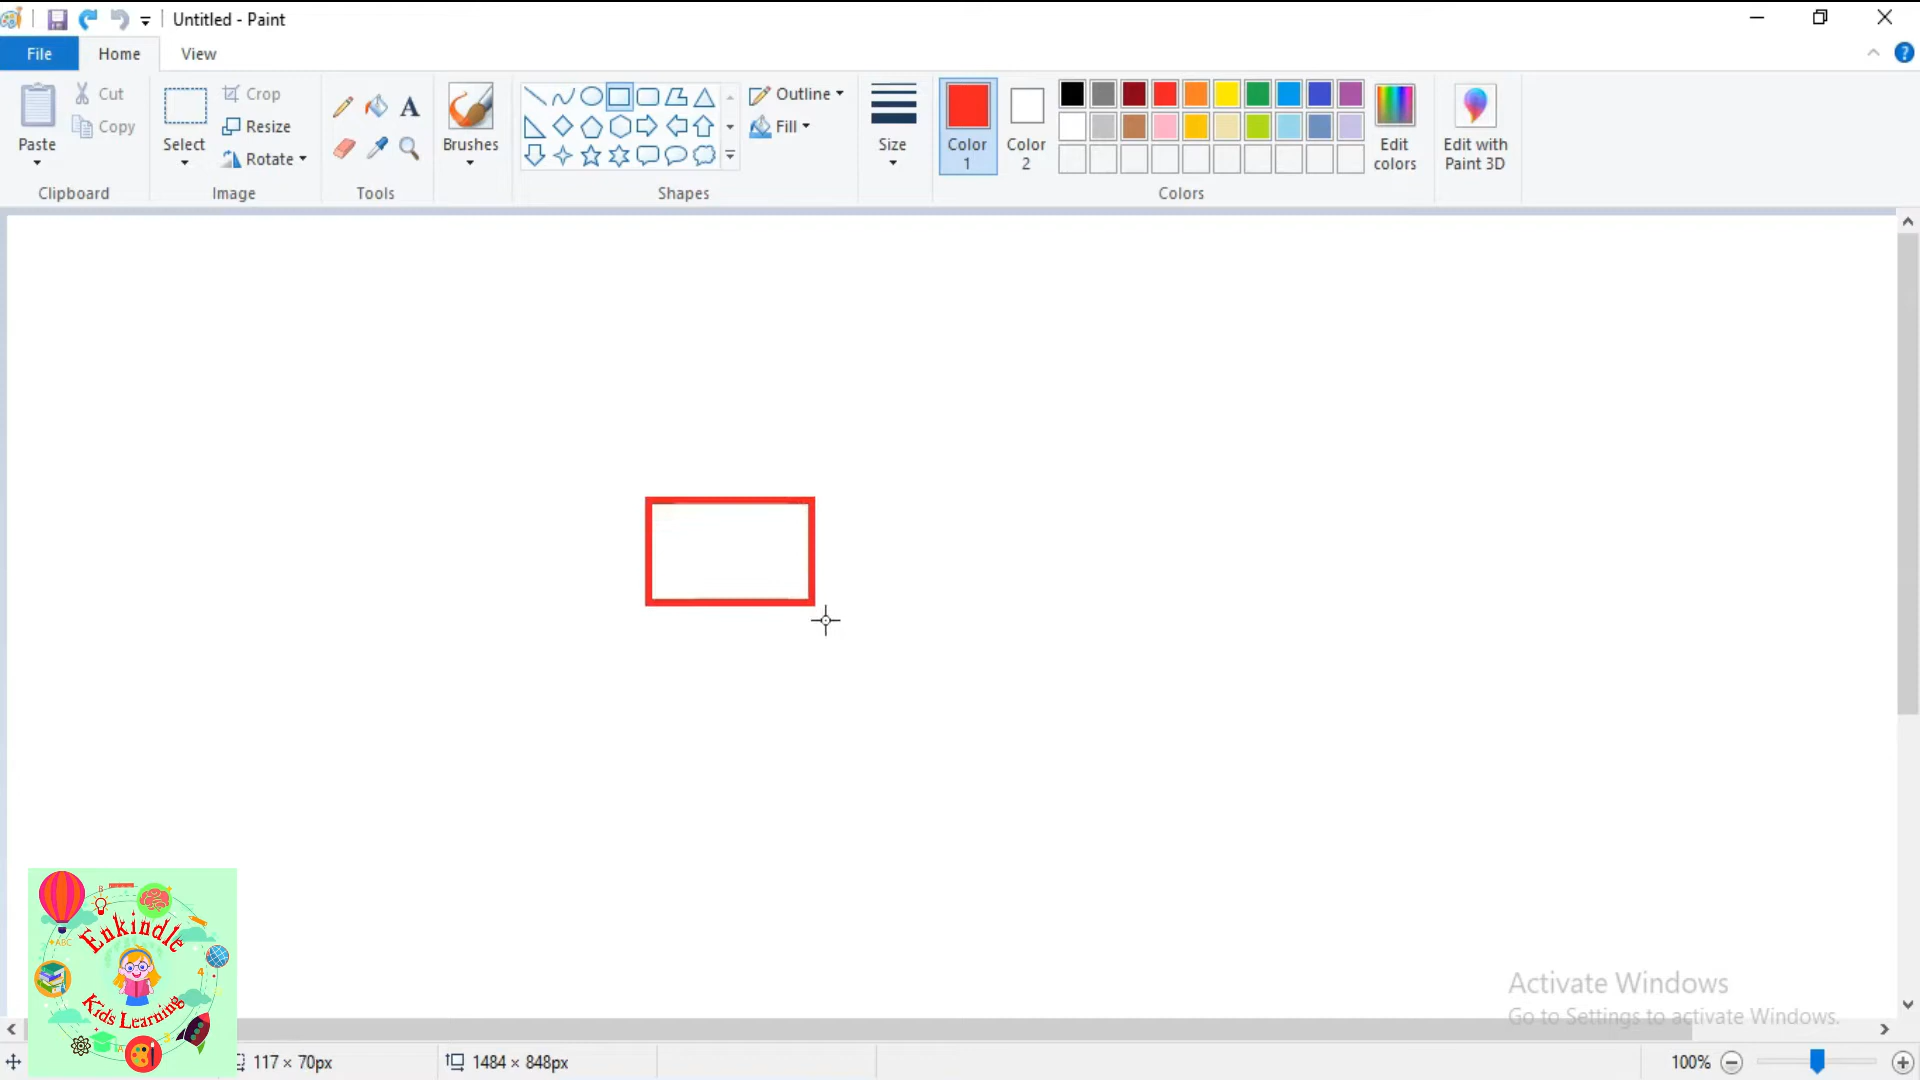 Untitled - Paint
File
Home
View
Paste
Cut
Copy
Clipboard
Select
Crop
Resize
Rotate
Image
A
Tools
Brushes
Outline
Fill
Shapes
Size
Color
1
Color
2
Edit
colors
Colors
Edit with
Paint 3D
Enkindle
ABC
4
Kids Learning
Activate Windows
Go to Settings to activate Windows.
117 × 70px
1484 × 848px
100%